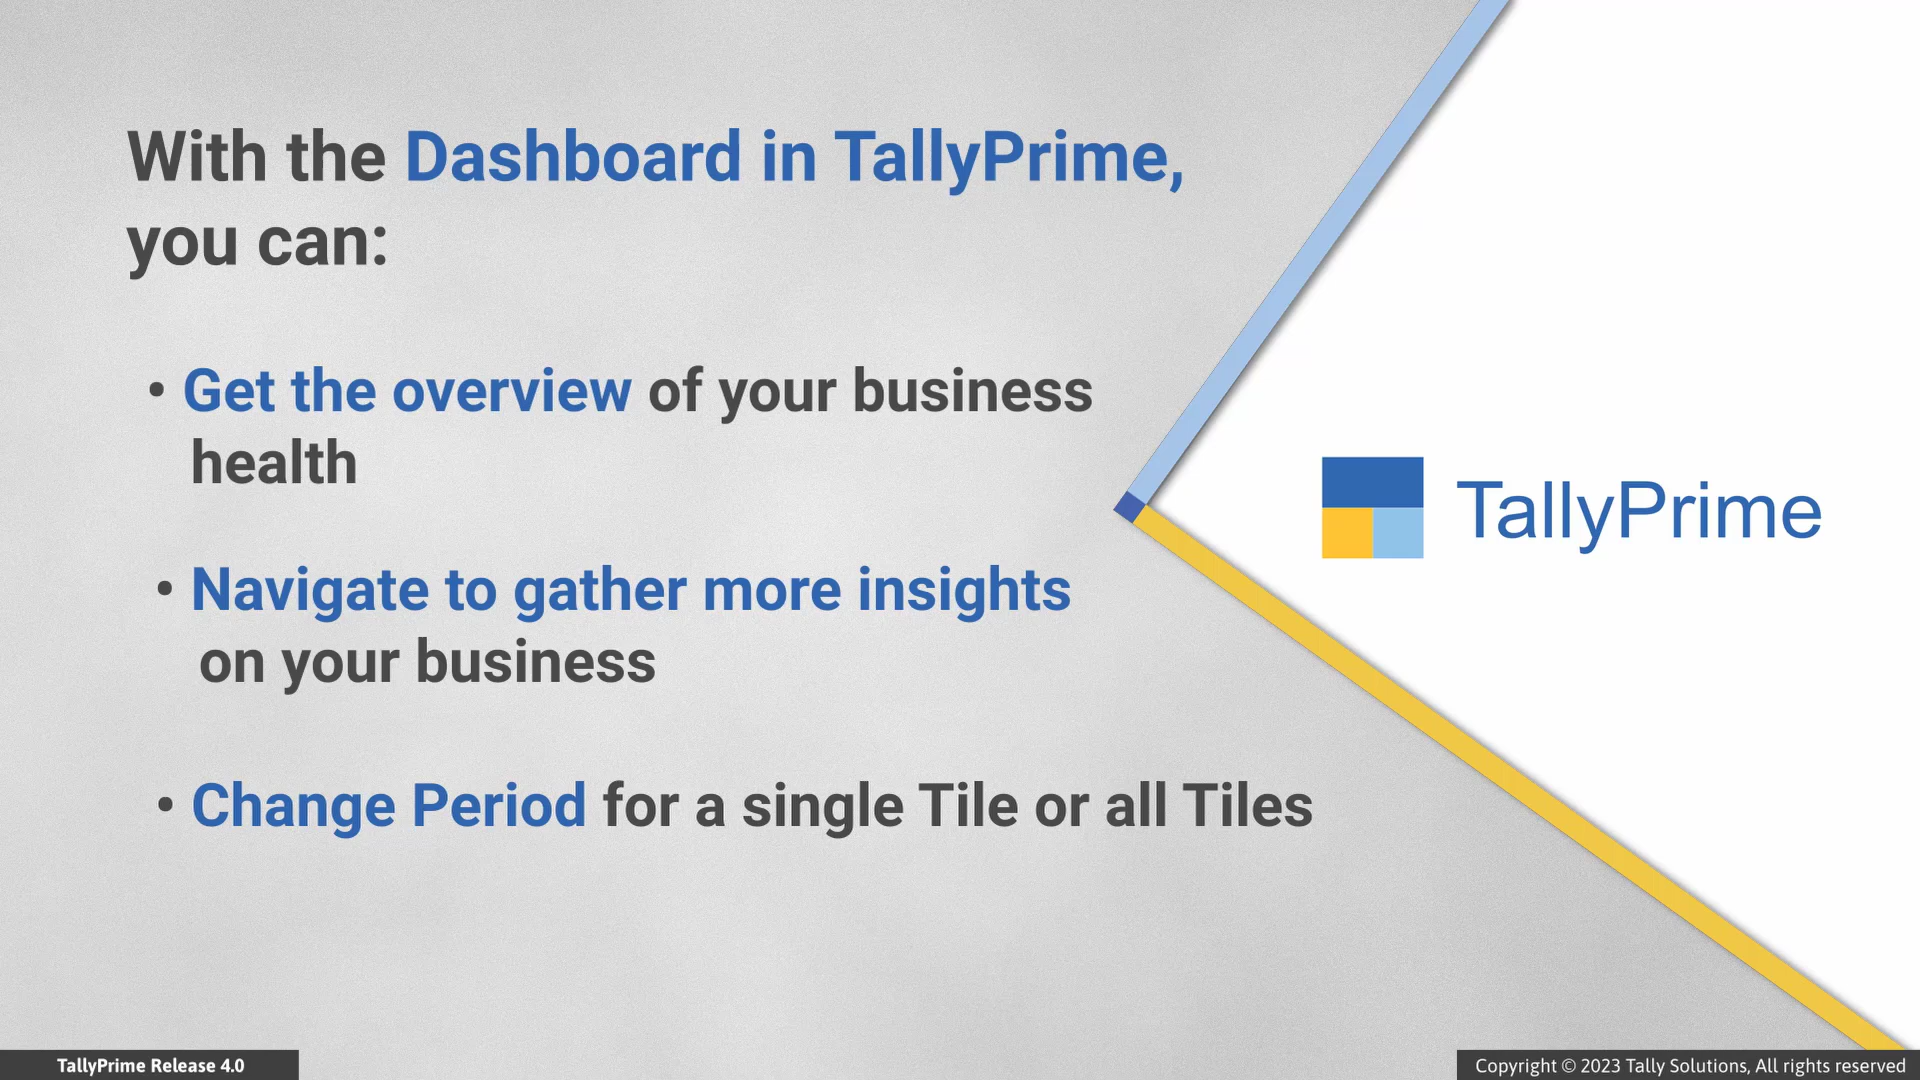 With the Dashboard in TallyPrime,
you can:
• Get the overview of your business
health
• Navigate to gather more insights
on your business
• Change Period for a single Tile or all Tiles
TallyPrime
TallyPrime Release 4.0
Copyright © 2023 Tally Solutions, All rights reserved